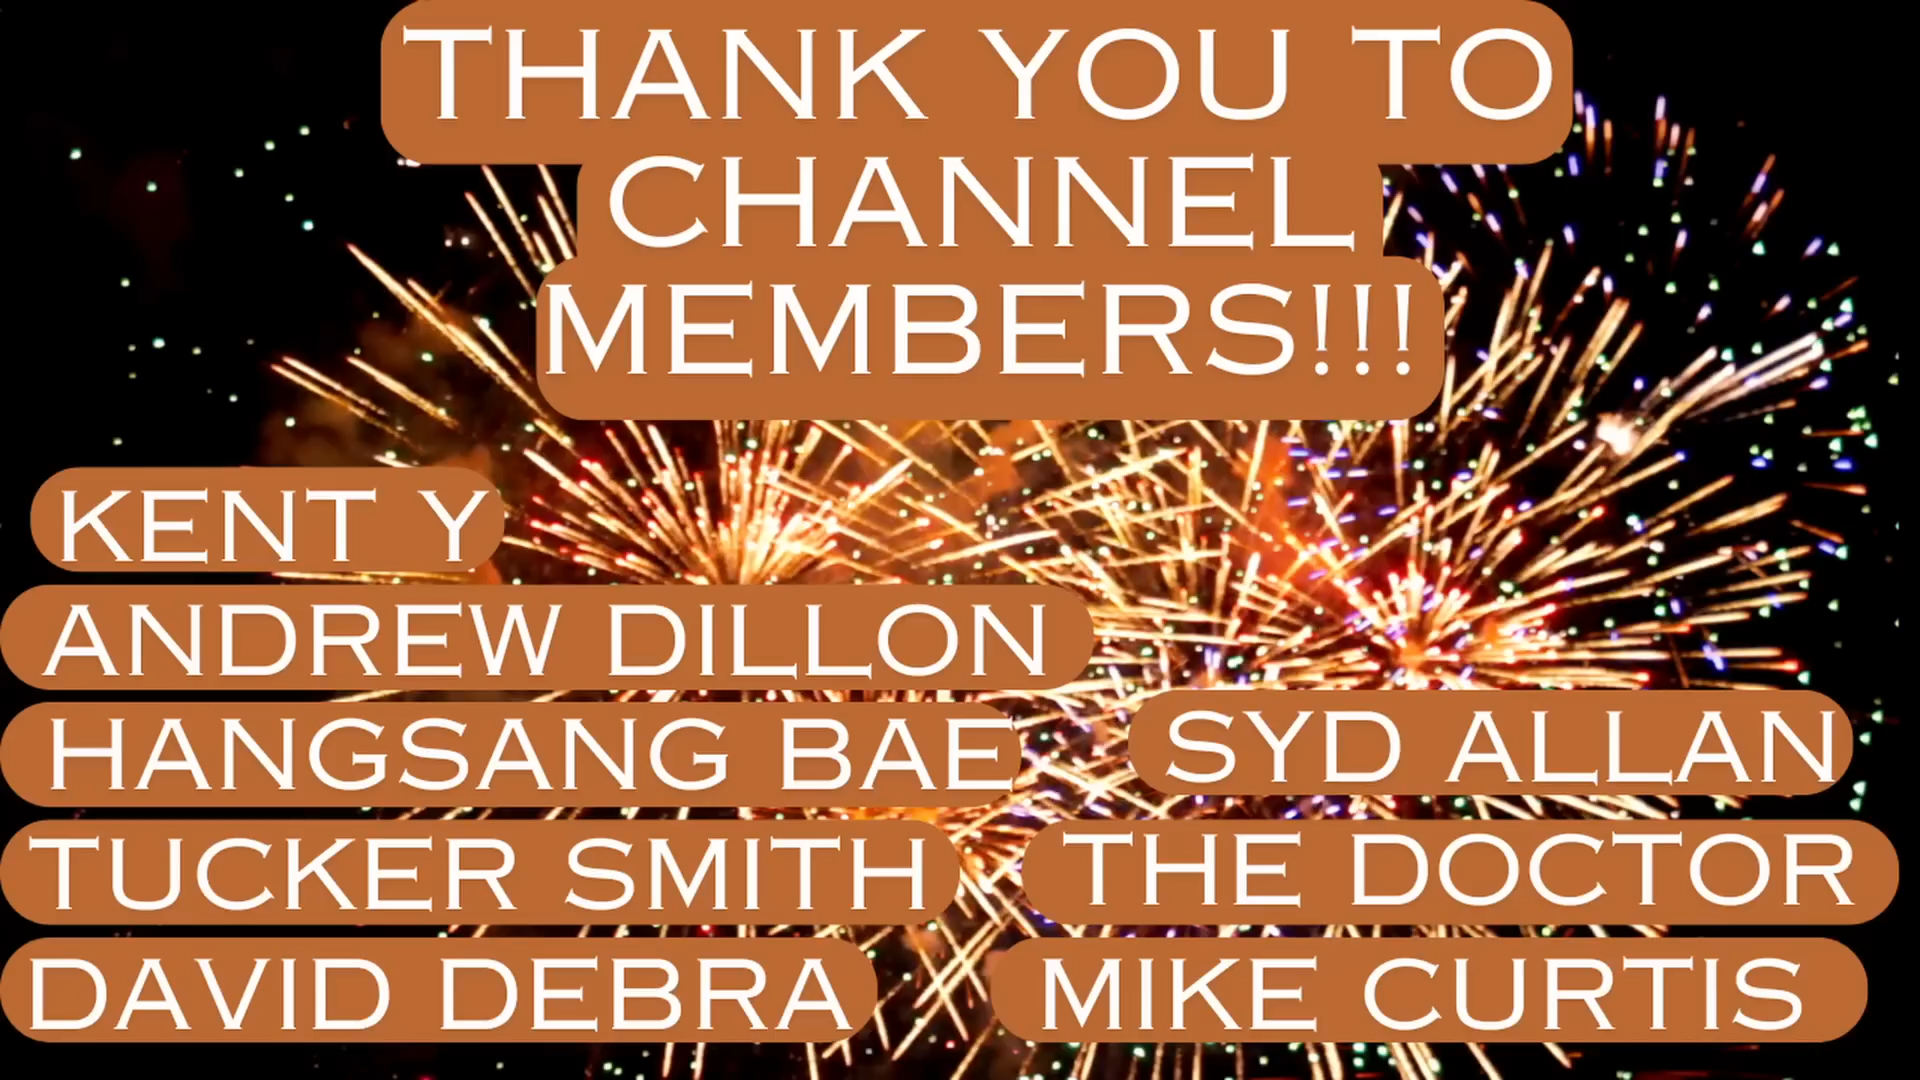 THANK YOU TO
CHANNEL
MEMBERS!!!
KENT Y
ANDREW DILLON
HANGSANG BAE
SYD ALLAN
TUCKER SMITH
THE DOCTOR
DAVID DEBRA
MIKE CURTIS